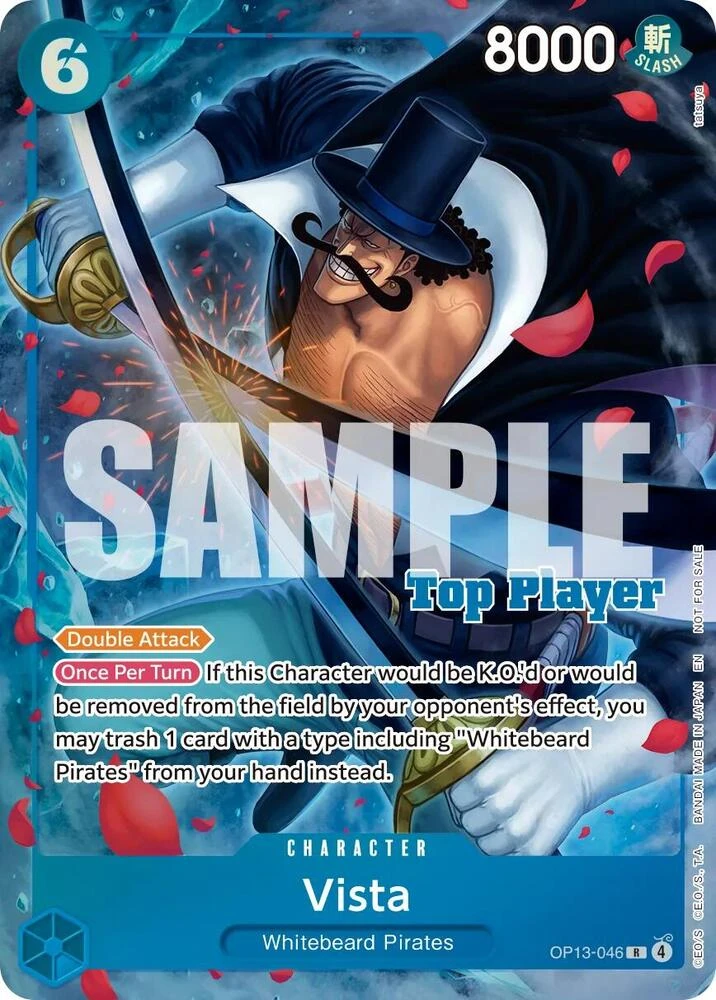 6
8000
斬
SLASH
tatsuya
SAMPLE
Top Player
Double Attack
Once Per Turn If this Character would be K.O.'d or would
be removed from the field by your opponent's effect, you
may trash 1 card with a type including "Whitebeard
Pirates" from your hand instead.
CHARACTER
Vista
Whitebeard Pirates
OP13-046 R 4
©EO/S ©E.O./S., T.A. BANDAI MADE IN JAPAN EN NOT FOR SALE